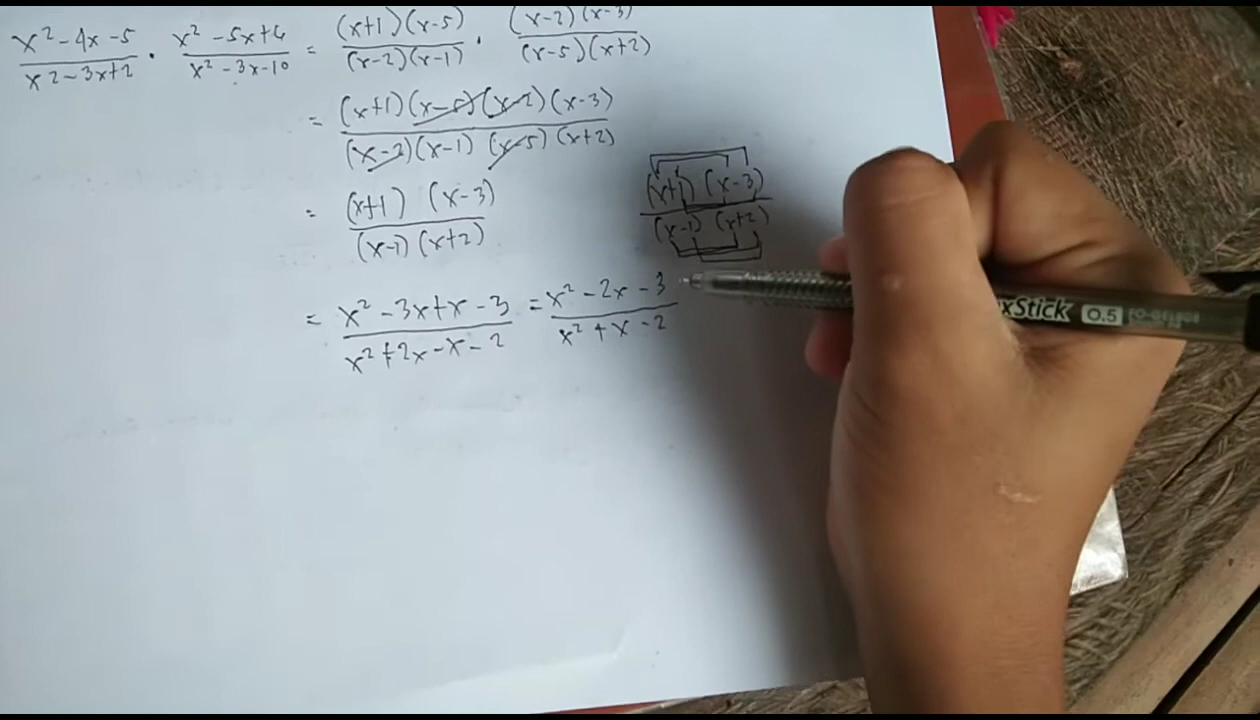 x² - 4x - 5 / x² - 3x + 2 · x² - 5x + 6 / x² - 3x - 10 = (x+1)(x-5) / (x-2)(x-1) · (x-2)(x-3) / (x-5)(x+2)
= (x+1)(x-5)(x-2)(x-3) / (x-2)(x-1)(x-5)(x+2)
= (x+1)(x-3) / (x-1)(x+2)
(x+1)(x-3) / (x-1)(x+2)
= x² - 3x + x - 3 / x² + 2x - x - 2 = x² - 2x - 3 / x² + x - 2
xStick 0.5